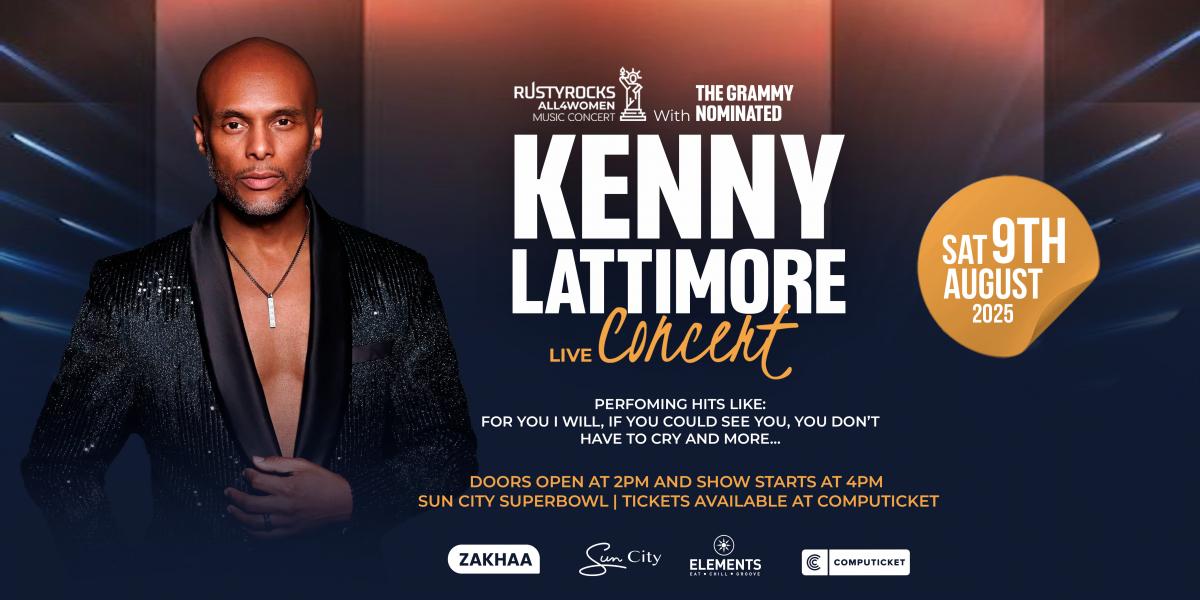 RUSTYROCKS
ALL4WOMEN
MUSIC CONCERT
With
THE GRAMMY
NOMINATED
KENNY
LATTIMORE
LIVE Concert
SAT 9TH
AUGUST
2025
PERFOMING HITS LIKE:
FOR YOU I WILL, IF YOU COULD SEE YOU, YOU DON'T
HAVE TO CRY AND MORE...
DOORS OPEN AT 2PM AND SHOW STARTS AT 4PM
SUN CITY SUPERBOWL | TICKETS AVAILABLE AT COMPUTICKET
ZAKHAA
Sun City
ELEMENTS
EAT • CHILL • GROOVE
COMPUTICKET